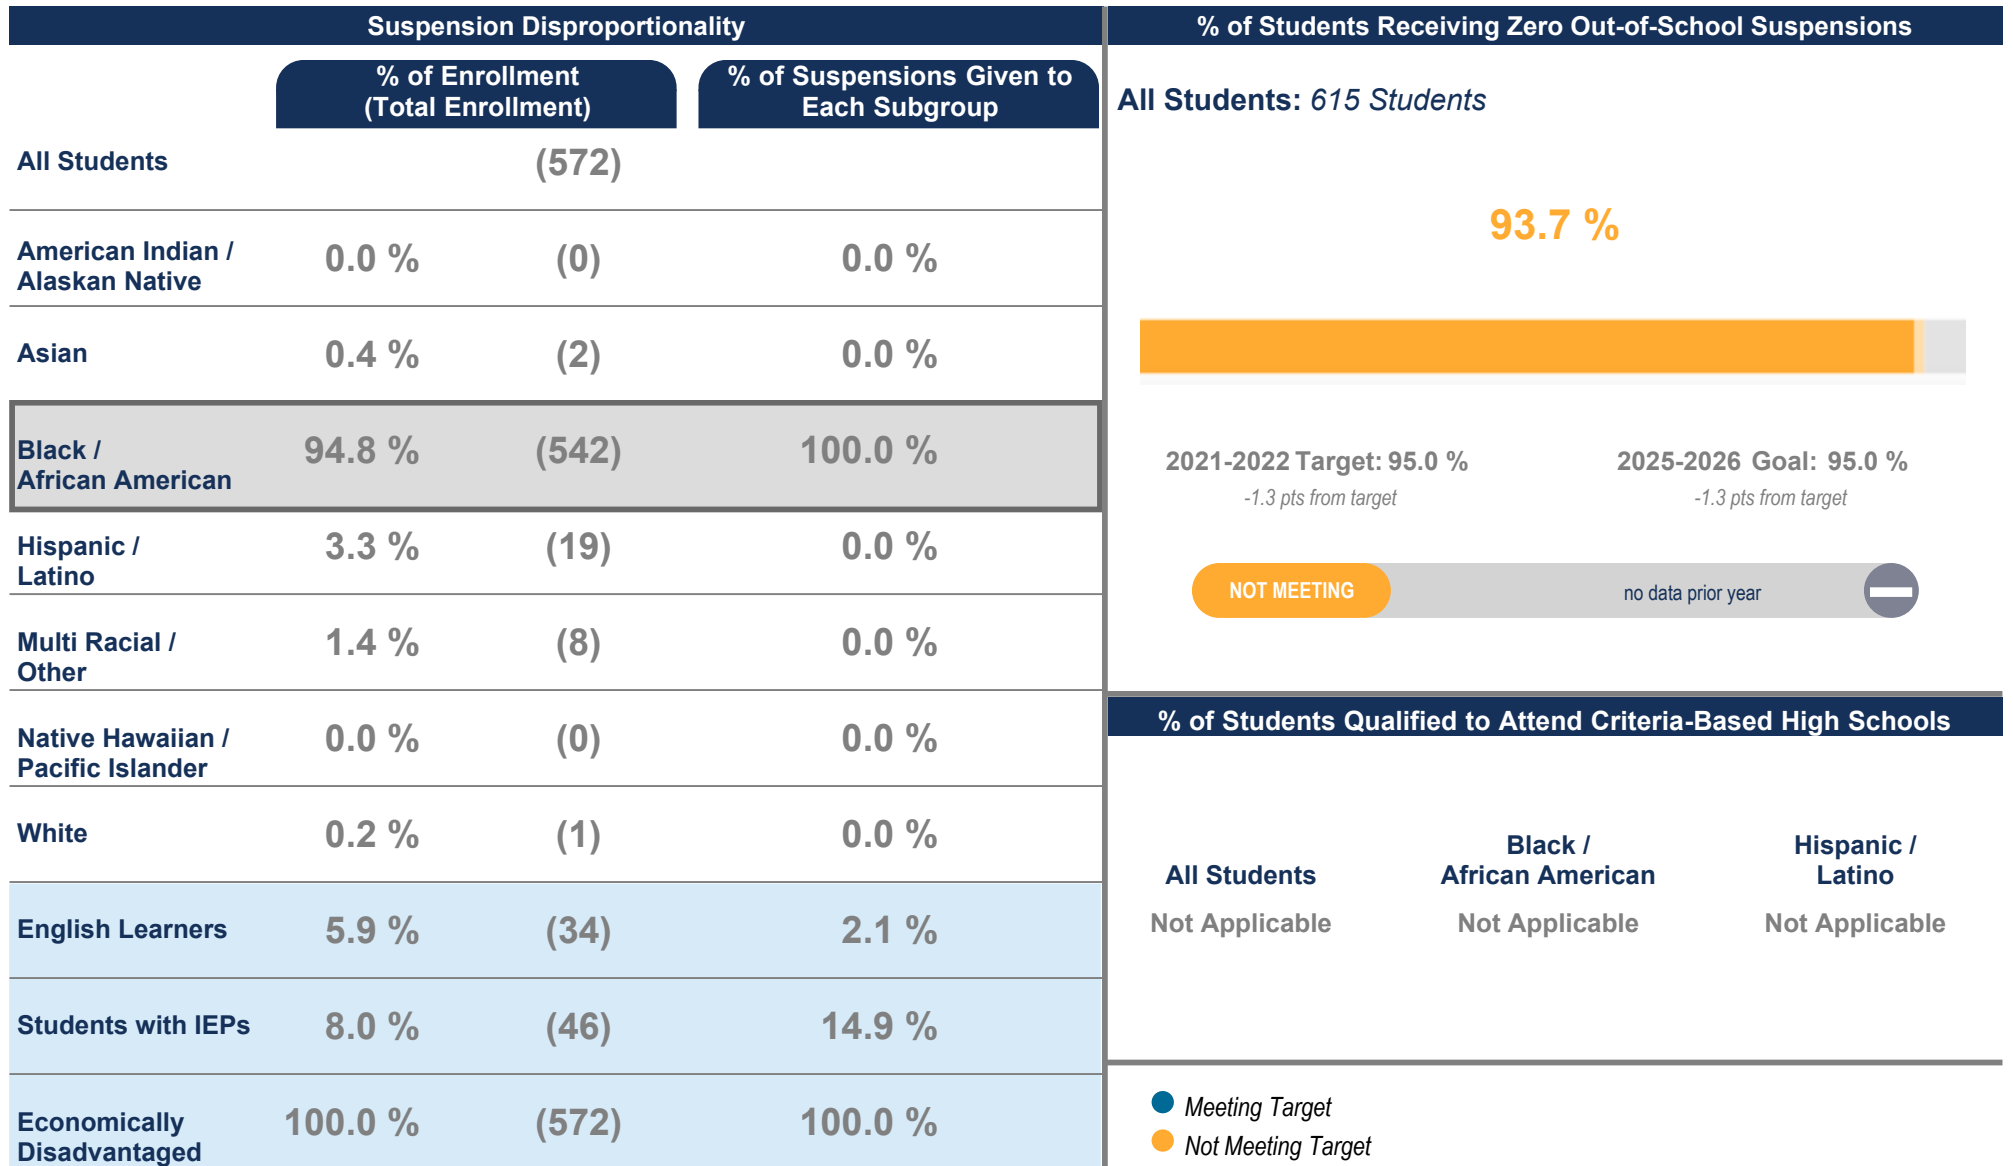 Suspension Disproportionality
% of Enrollment
(Total Enrollment)
% of Suspensions Given to
Each Subgroup
All Students
(572)
American Indian /
Alaskan Native
0.0 %
(0)
0.0 %
Asian
0.4 %
(2)
0.0 %
Black /
African American
94.8 %
(542)
100.0 %
Hispanic /
Latino
3.3 %
(19)
0.0 %
Multi Racial /
Other
1.4 %
(8)
0.0 %
Native Hawaiian /
Pacific Islander
0.0 %
(0)
0.0 %
White
0.2 %
(1)
0.0 %
English Learners
5.9 %
(34)
2.1 %
Students with IEPs
8.0 %
(46)
14.9 %
Economically
Disadvantaged
100.0 %
(572)
100.0 %
% of Students Receiving Zero Out-of-School Suspensions
All Students: 615 Students
93.7 %
2021-2022 Target: 95.0 %
-1.3 pts from target
2025-2026 Goal: 95.0 %
-1.3 pts from target
NOT MEETING
no data prior year
% of Students Qualified to Attend Criteria-Based High Schools
All Students
Not Applicable
Black /
African American
Not Applicable
Hispanic /
Latino
Not Applicable
Meeting Target
Not Meeting Target